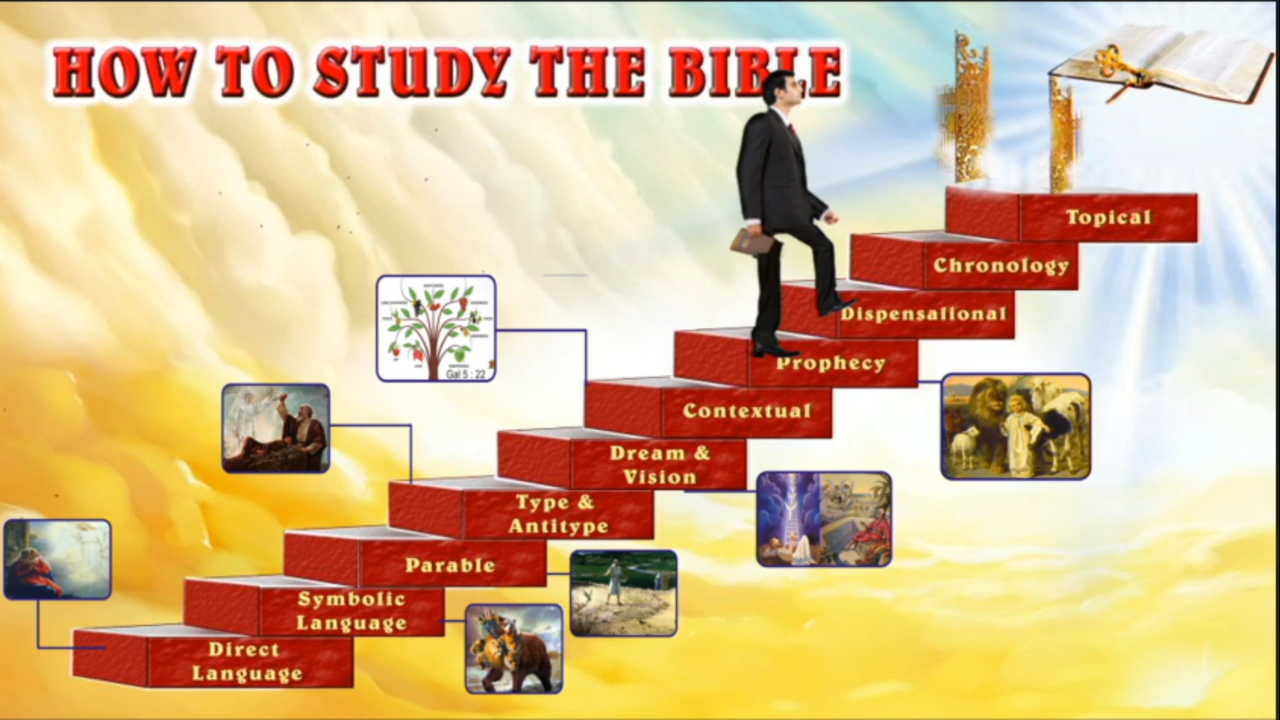 HOW TO STUDY THE BIBLE
Topical
Chronology
Dispensational
Prophecy
Contextual
Dream &
Vision
Type &
Antitype
Parable
Symbolic
Language
Direct
Language
Gal 5 : 22